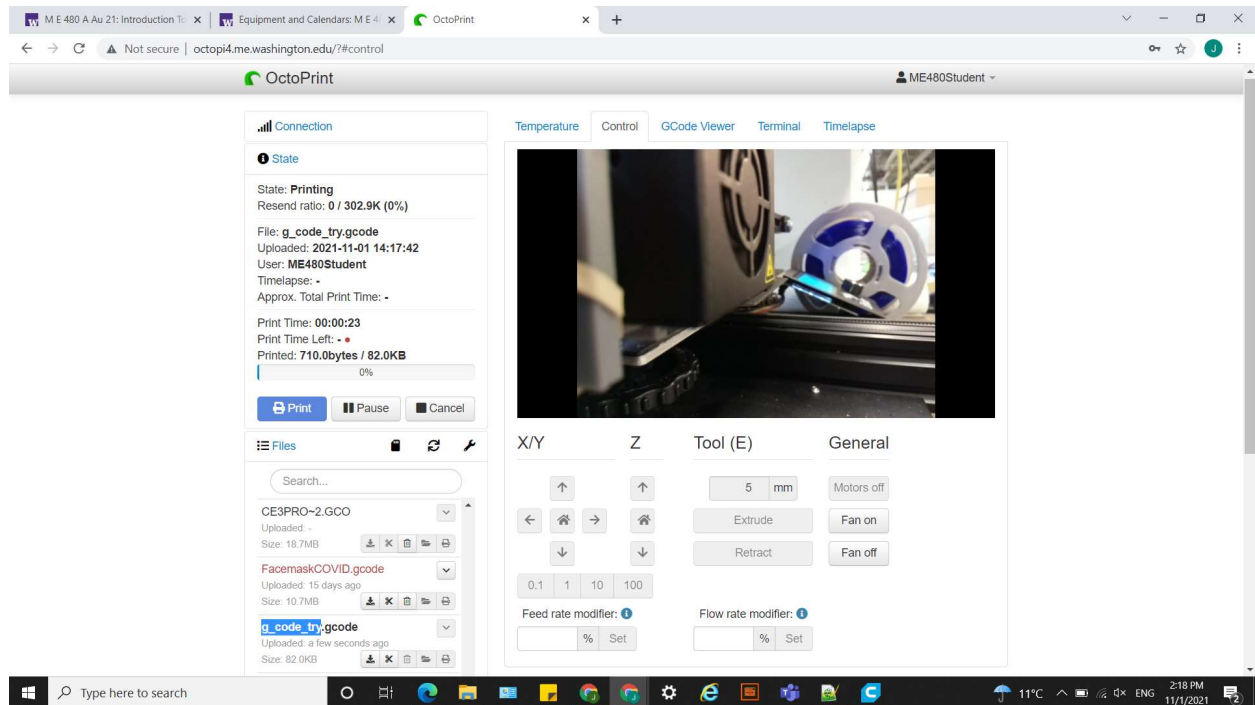 M E 480 A Au 21: Introduction To
Equipment and Calendars: M E 4
OctoPrint
Not secure | octopi4.me.washington.edu/?#control
OctoPrint
ME480Student
Connection
State
State: Printing
Resend ratio: 0 / 302.9K (0%)
File: g_code_try.gcode
Uploaded: 2021-11-01 14:17:42
User: ME480Student
Timelapse: -
Approx. Total Print Time: -
Print Time: 00:00:23
Print Time Left: -
Printed: 710.0bytes / 82.0KB
0%
Print Pause Cancel
Files
Search...
CE3PRO~2.GCO
Uploaded: -
Size: 18.7MB
FacemaskCOVID.gcode
Uploaded: 15 days ago
Size: 10.7MB
g_code_try.gcode
Uploaded: a few seconds ago
Size: 82.0KB
Temperature Control GCode Viewer Terminal Timelapse
X/Y Z Tool (E) General
5 mm Motors off
Extrude Fan on
Retract Fan off
0.1 1 10 100
Feed rate modifier: Flow rate modifier:
% Set % Set
Type here to search
11°C ENG 2:18 PM
11/1/2021
2